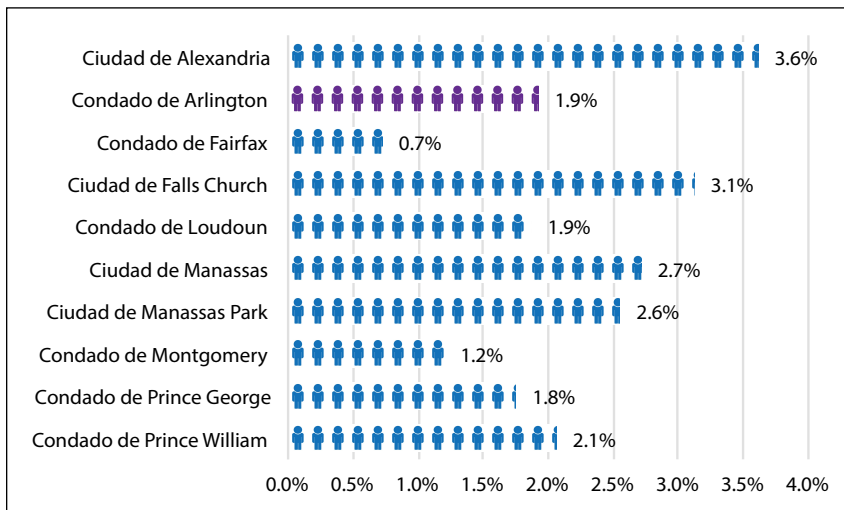 Ciudad de Alexandria 3.6%
Condado de Arlington 1.9%
Condado de Fairfax 0.7%
Ciudad de Falls Church 3.1%
Condado de Loudoun 1.9%
Ciudad de Manassas 2.7%
Ciudad de Manassas Park 2.6%
Condado de Montgomery 1.2%
Condado de Prince George 1.8%
Condado de Prince William 2.1%
0.0% 0.5% 1.0% 1.5% 2.0% 2.5% 3.0% 3.5% 4.0%